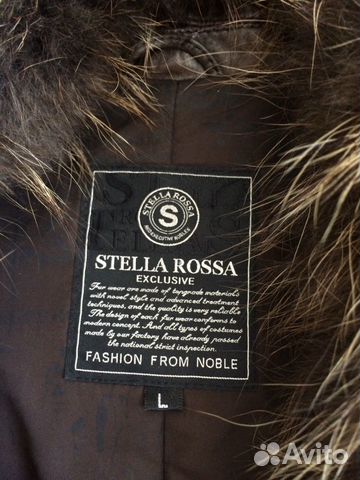 STELLA ROSSA
S
STELLA ROSSA
EXCLUSIVE
Fur wear are made of topgrade materials
with novel style and advanced treatment
techniques, and the quality is very reliable
The design of each fur wear conforms to
modern concept. And all types of costumes
made by our factory have already passed
the national strict inspection.
FASHION FROM NOBLE
L
Avito